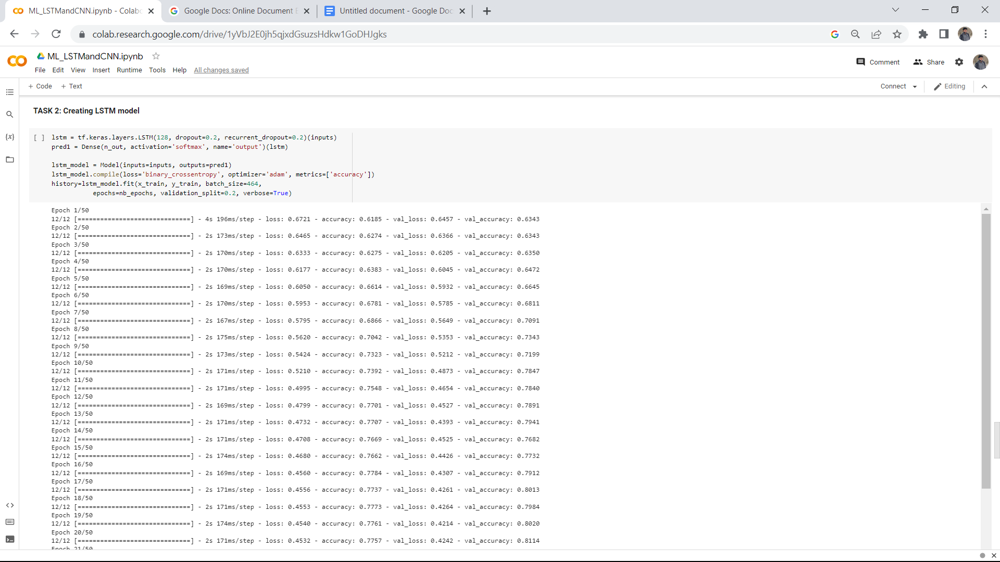 ML_LSTMandCNN.ipynb - Colab
Google Docs: Online Document E
Untitled document - Google Doc
colab.research.google.com/drive/1yVbJ2E0jh5qjxdGsuzsHdkw1GoDHJgks
ML_LSTMandCNN.ipynb
Comment
Share
File Edit View Insert Runtime Tools Help All changes saved
+ Code + Text
Connect
Editing
TASK 2: Creating LSTM model
[ ] lstm = tf.keras.layers.LSTM(128, dropout=0.2, recurrent_dropout=0.2)(inputs)
pred1 = Dense(n_out, activation='softmax', name='output')(lstm)
lstm_model = Model(inputs=inputs, outputs=pred1)
lstm_model.compile(loss='binary_crossentropy', optimizer='adam', metrics=['accuracy'])
history=lstm_model.fit(x_train, y_train, batch_size=464,
epochs=nb_epochs, validation_split=0.2, verbose=True)
Epoch 1/50
12/12 [==============================] - 4s 196ms/step - loss: 0.6721 - accuracy: 0.6185 - val_loss: 0.6457 - val_accuracy: 0.6343
Epoch 2/50
12/12 [==============================] - 2s 173ms/step - loss: 0.6465 - accuracy: 0.6274 - val_loss: 0.6366 - val_accuracy: 0.6343
Epoch 3/50
12/12 [==============================] - 2s 170ms/step - loss: 0.6333 - accuracy: 0.6275 - val_loss: 0.6205 - val_accuracy: 0.6350
Epoch 4/50
12/12 [==============================] - 2s 170ms/step - loss: 0.6177 - accuracy: 0.6383 - val_loss: 0.6045 - val_accuracy: 0.6472
Epoch 5/50
12/12 [==============================] - 2s 169ms/step - loss: 0.6050 - accuracy: 0.6614 - val_loss: 0.5932 - val_accuracy: 0.6645
Epoch 6/50
12/12 [==============================] - 2s 170ms/step - loss: 0.5953 - accuracy: 0.6781 - val_loss: 0.5785 - val_accuracy: 0.6811
Epoch 7/50
12/12 [==============================] - 2s 167ms/step - loss: 0.5795 - accuracy: 0.6866 - val_loss: 0.5649 - val_accuracy: 0.7091
Epoch 8/50
12/12 [==============================] - 2s 175ms/step - loss: 0.5620 - accuracy: 0.7042 - val_loss: 0.5353 - val_accuracy: 0.7343
Epoch 9/50
12/12 [==============================] - 2s 173ms/step - loss: 0.5424 - accuracy: 0.7323 - val_loss: 0.5212 - val_accuracy: 0.7199
Epoch 10/50
12/12 [==============================] - 2s 171ms/step - loss: 0.5210 - accuracy: 0.7392 - val_loss: 0.4873 - val_accuracy: 0.7847
Epoch 11/50
12/12 [==============================] - 2s 171ms/step - loss: 0.4995 - accuracy: 0.7548 - val_loss: 0.4654 - val_accuracy: 0.7840
Epoch 12/50
12/12 [==============================] - 2s 169ms/step - loss: 0.4799 - accuracy: 0.7701 - val_loss: 0.4527 - val_accuracy: 0.7891
Epoch 13/50
12/12 [==============================] - 2s 171ms/step - loss: 0.4732 - accuracy: 0.7707 - val_loss: 0.4393 - val_accuracy: 0.7941
Epoch 14/50
12/12 [==============================] - 2s 171ms/step - loss: 0.4708 - accuracy: 0.7669 - val_loss: 0.4525 - val_accuracy: 0.7682
Epoch 15/50
12/12 [==============================] - 2s 174ms/step - loss: 0.4680 - accuracy: 0.7662 - val_loss: 0.4426 - val_accuracy: 0.7732
Epoch 16/50
12/12 [==============================] - 2s 169ms/step - loss: 0.4560 - accuracy: 0.7784 - val_loss: 0.4307 - val_accuracy: 0.7912
Epoch 17/50
12/12 [==============================] - 2s 171ms/step - loss: 0.4556 - accuracy: 0.7737 - val_loss: 0.4261 - val_accuracy: 0.8013
Epoch 18/50
12/12 [==============================] - 2s 171ms/step - loss: 0.4553 - accuracy: 0.7773 - val_loss: 0.4264 - val_accuracy: 0.7984
Epoch 19/50
12/12 [==============================] - 2s 174ms/step - loss: 0.4540 - accuracy: 0.7761 - val_loss: 0.4214 - val_accuracy: 0.8020
Epoch 20/50
12/12 [==============================] - 2s 171ms/step - loss: 0.4532 - accuracy: 0.7757 - val_loss: 0.4242 - val_accuracy: 0.8114
Epoch 21/50